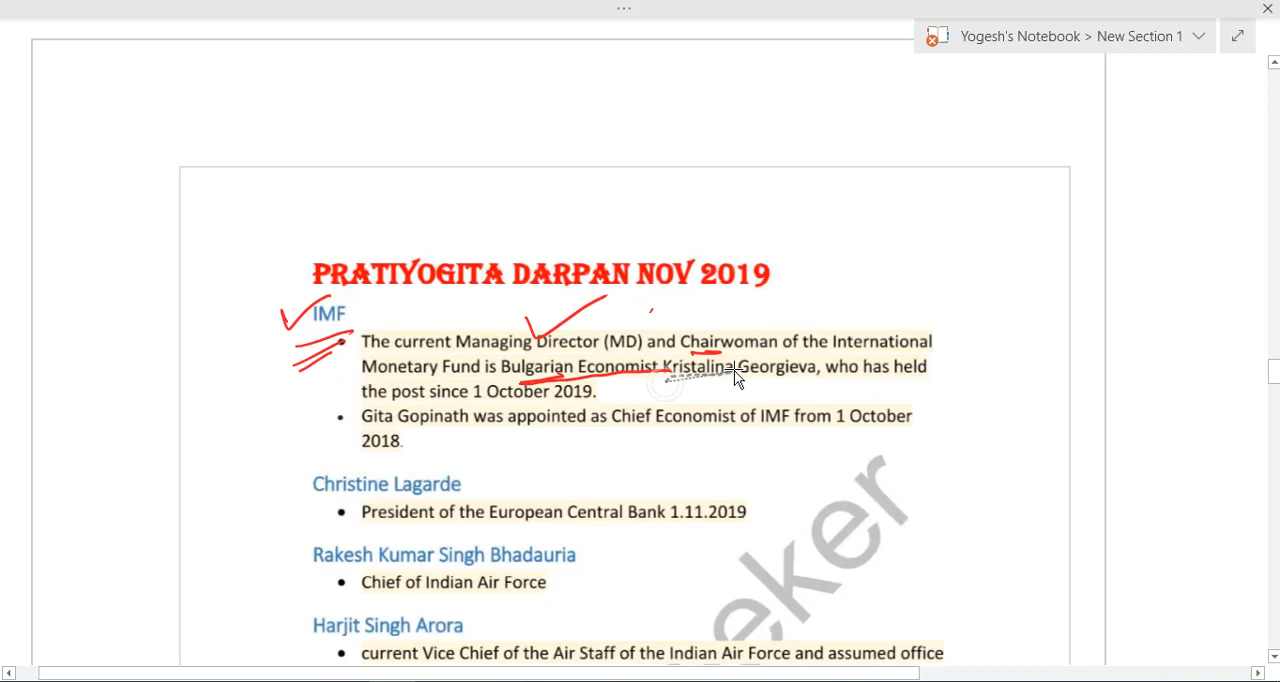 Yogesh's Notebook > New Section 1
PRATIYOGITA DARPAN NOV 2019
IMF
• The current Managing Director (MD) and Chairwoman of the International
Monetary Fund is Bulgarian Economist Kristalina Georgieva, who has held
the post since 1 October 2019.
• Gita Gopinath was appointed as Chief Economist of IMF from 1 October
2018.
Christine Lagarde
• President of the European Central Bank 1.11.2019
Rakesh Kumar Singh Bhadauria
• Chief of Indian Air Force
Harjit Singh Arora
• current Vice Chief of the Air Staff of the Indian Air Force and assumed office